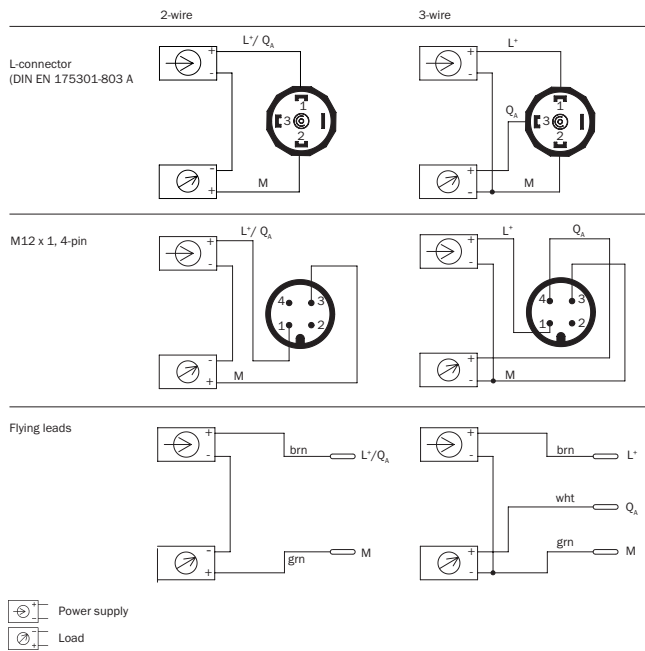 2-wire 3-wire
L-connector
(DIN EN 175301-803 A
+ L⁺/ Q_A
-
1
3
2
-
+ M
+ L⁺
-
Q_A
1
3
2
+
- M
M12 x 1, 4-pin
+ L⁺/ Q_A
-
4 3
1 2
-
+ M
+ L⁺ Q_A
-
4 3
1 2
+
- M
Flying leads
+ brn L⁺/Q_A
-
-
+ grn M
+ brn L⁺
-
wht Q_A
+
- grn M
+
- Power supply
-
+ Load